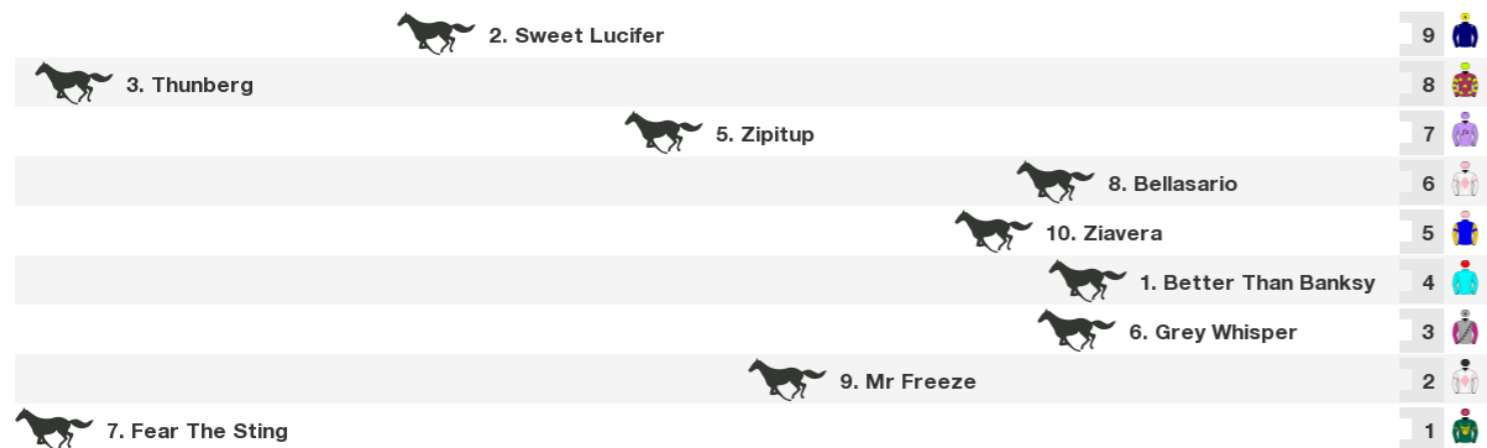 2. Sweet Lucifer 9
3. Thunberg 8
5. Zipitup 7
8. Bellasario 6
10. Ziavera 5
1. Better Than Banksy 4
6. Grey Whisper 3
9. Mr Freeze 2
7. Fear The Sting 1